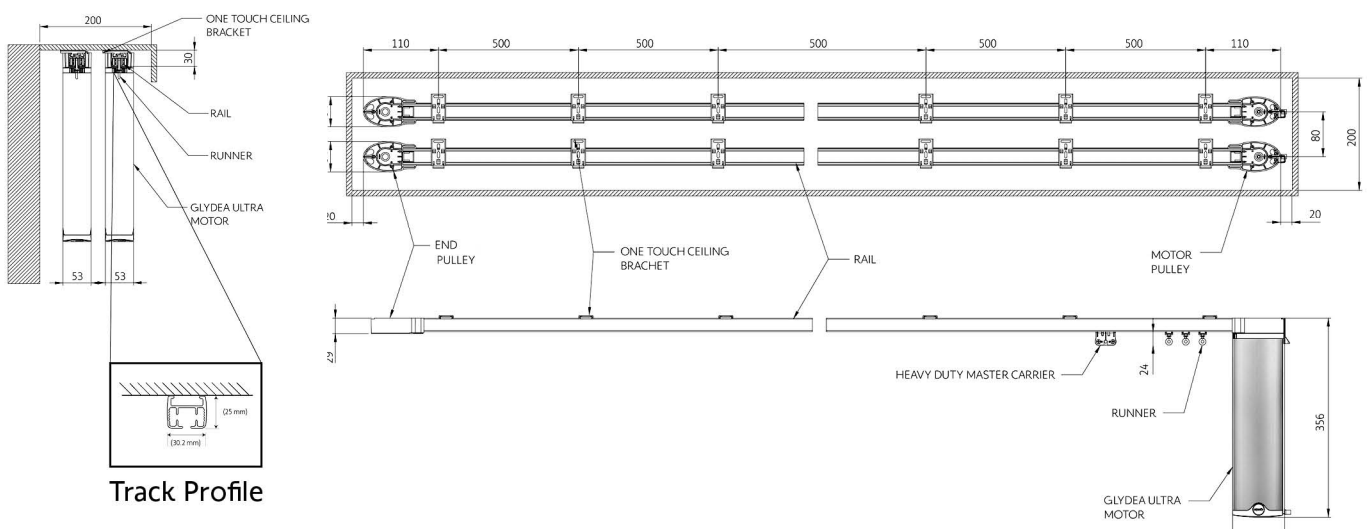 200
ONE TOUCH CEILING
BRACKET
30
RAIL
RUNNER
GLYDEA ULTRA
MOTOR
53
53
(25 mm)
(30.2 mm)
Track Profile
110
500
500
500
500
500
110
80
200
20
20
END
PULLEY
ONE TOUCH CEILING
BRACHET
RAIL
MOTOR
PULLEY
29
HEAVY DUTY MASTER CARRIER
24
RUNNER
356
GLYDEA ULTRA
MOTOR